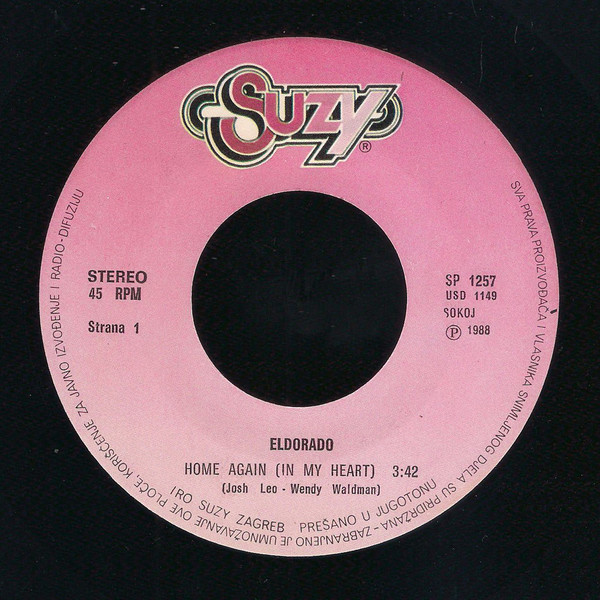 SUZY®
STEREO
45 RPM
Strana 1
SP 1257
USD 1149
SOKOJ
Ⓟ 1988
ELDORADO
HOME AGAIN (IN MY HEART) 3:42
(Josh Leo - Wendy Waldman)
IRO SUZY ZAGREB PREŠANO U JUGOTONU
SVA PRAVA PROIZVOĐAČA I VLASNIKA SNIMLJENOG DJELA SU PRIDRŽANA - ZABRANJENO JE UMNOŽAVANJE OVE PLOČE, KORIŠĆENJE ZA JAVNO IZVOĐENJE I RADIO-DIFUZIJU